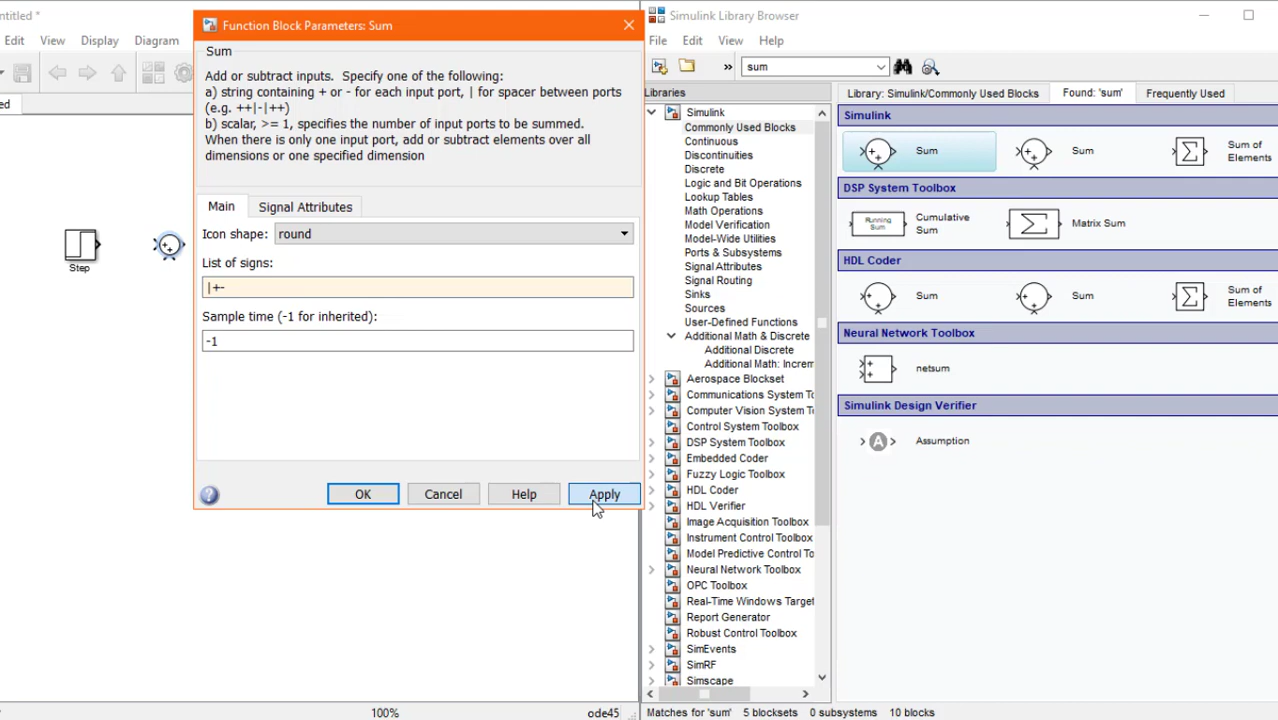 ntitled *
Edit View Display Diagram
ed
Step
100%
ode45
Function Block Parameters: Sum
Sum
Add or subtract inputs. Specify one of the following:
a) string containing + or - for each input port, | for spacer between ports
(e.g. ++|-|++)
b) scalar, >= 1, specifies the number of input ports to be summed.
When there is only one input port, add or subtract elements over all
dimensions or one specified dimension
Main Signal Attributes
Icon shape: round
List of signs:
|+-
Sample time (-1 for inherited):
-1
OK Cancel Help Apply
Simulink Library Browser
File Edit View Help
» sum
Libraries
Simulink
Commonly Used Blocks
Continuous
Discontinuities
Discrete
Logic and Bit Operations
Lookup Tables
Math Operations
Model Verification
Model-Wide Utilities
Ports & Subsystems
Signal Attributes
Signal Routing
Sinks
Sources
User-Defined Functions
Additional Math & Discrete
Additional Discrete
Additional Math: Increm
Aerospace Blockset
Communications System T
Computer Vision System T
Control System Toolbox
DSP System Toolbox
Embedded Coder
Fuzzy Logic Toolbox
HDL Coder
HDL Verifier
Image Acquisition Toolbox
Instrument Control Toolbox
Model Predictive Control To
Neural Network Toolbox
OPC Toolbox
Real-Time Windows Target
Report Generator
Robust Control Toolbox
SimEvents
SimRF
Simscape
Library: Simulink/Commonly Used Blocks Found: 'sum' Frequently Used
Simulink
Sum Sum Sum of
Elements
DSP System Toolbox
Running
Sum
Cumulative
Sum
Matrix Sum
HDL Coder
Sum Sum Sum of
Elements
Neural Network Toolbox
netsum
Simulink Design Verifier
A Assumption
Matches for 'sum' 5 blocksets 0 subsystems 10 blocks